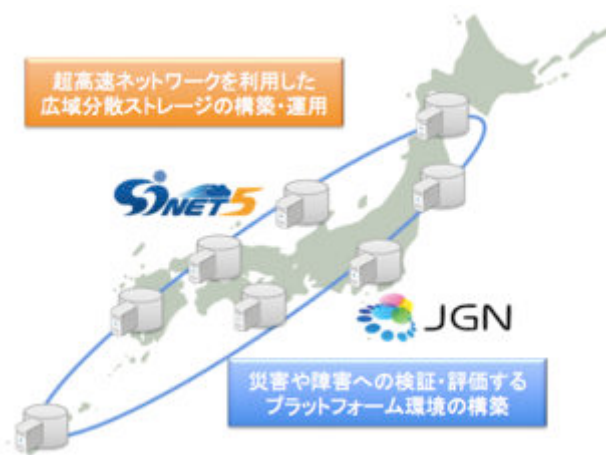 超高速ネットワークを利用した
広域分散ストレージの構築・運用
SINET5
JGN
災害や障害への検証・評価する
プラットフォーム環境の構築